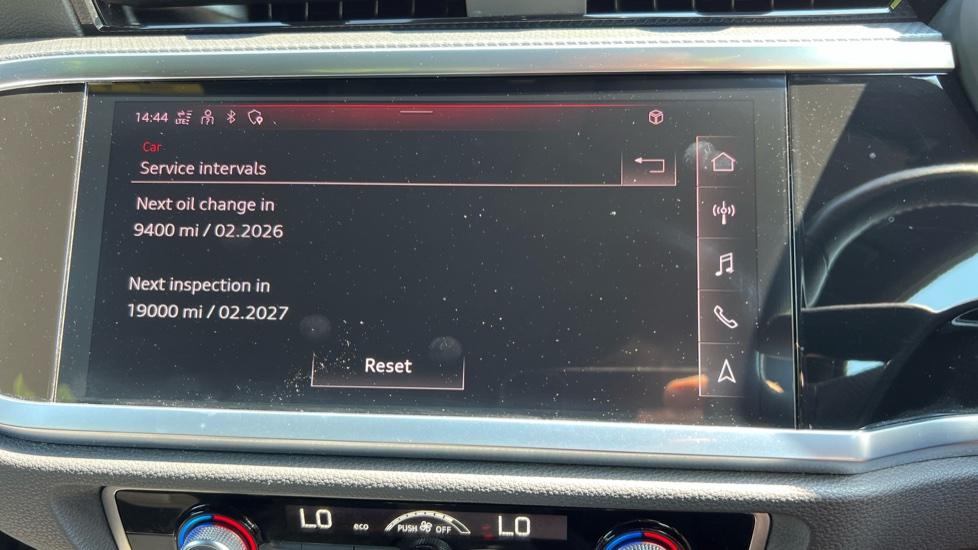 14:44 LTE
Car
Service intervals
Next oil change in
9400 mi / 02.2026
Next inspection in
19000 mi / 02.2027
Reset
LO eco PUSH OFF LO